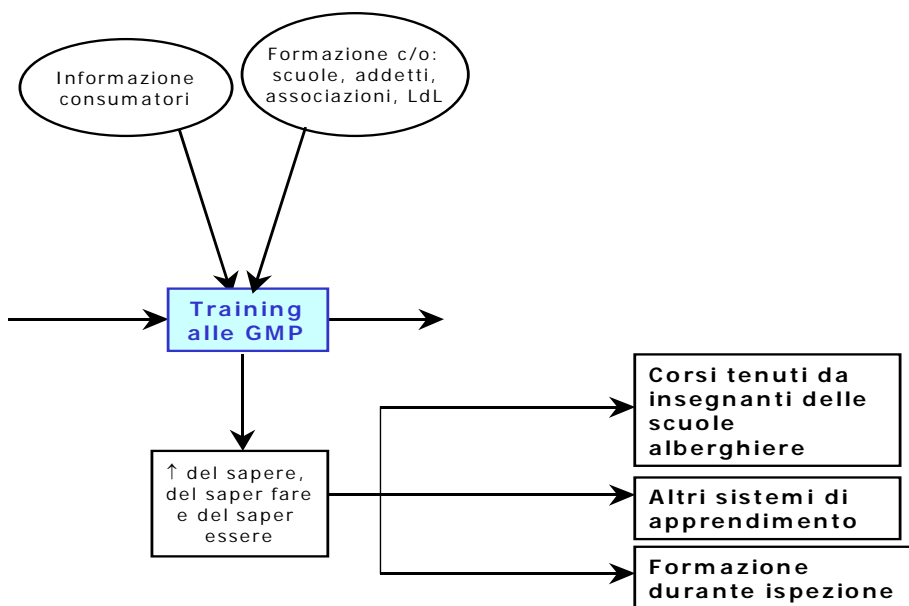 Informazione
consumatori
Formazione c/o:
scuole, addetti,
associazioni, LdL
Training
alle GMP
↑ del sapere,
del saper fare
e del saper
essere
Corsi tenuti da
insegnanti delle
scuole
alberghiere
Altri sistemi di
apprendimento
Formazione
durante ispezione